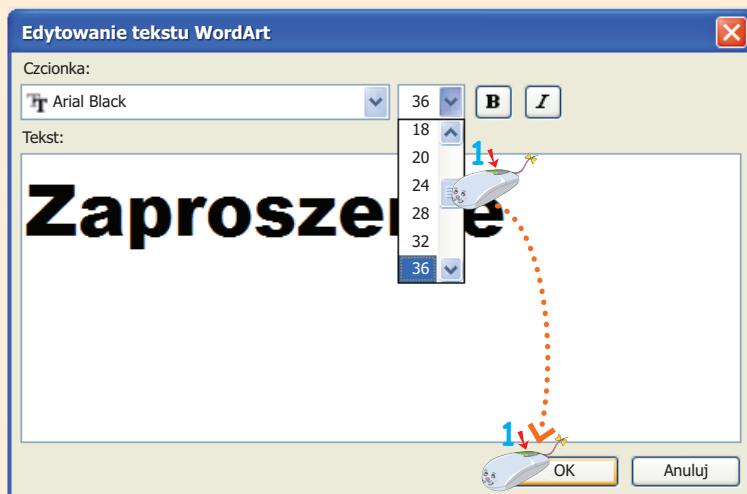 Edytowanie tekstu WordArt
Czcionka:
Arial Black
36
B
I
Tekst:
18
20
24
28
32
36
1
Zaproszenie
1
OK
Anuluj